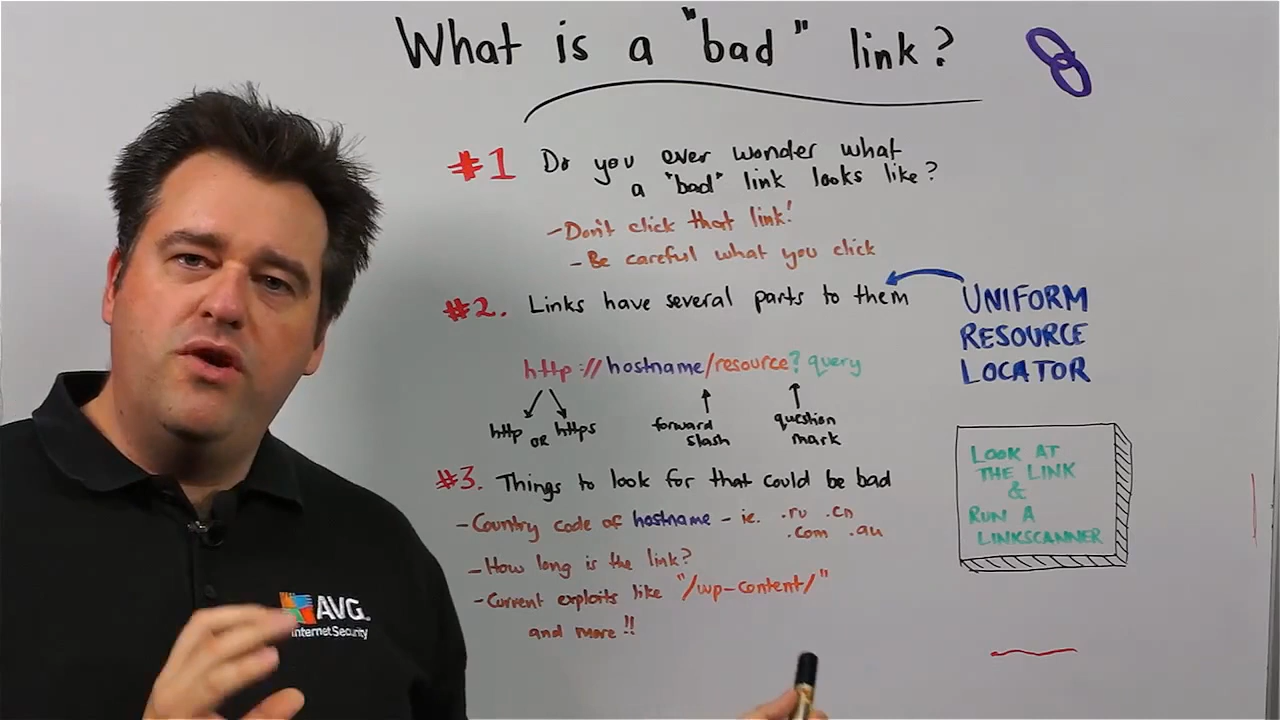 What is a "bad" link?
#1 Do you ever wonder what
a "bad" link looks like?
- Don't click that link!
- Be careful what you click
#2. Links have several parts to them
UNIFORM
RESOURCE
LOCATOR
http://hostname/resource?query
http OR https
forward
slash
question
mark
#3. Things to look for that could be bad
- Country code of hostname - ie. .ru .cn
.com .au
- How long is the link?
- Current exploits like "/wp-content/"
and more!!
LOOK AT
THE LINK
&
RUN A
LINKSCANNER
AVG
Internet Security